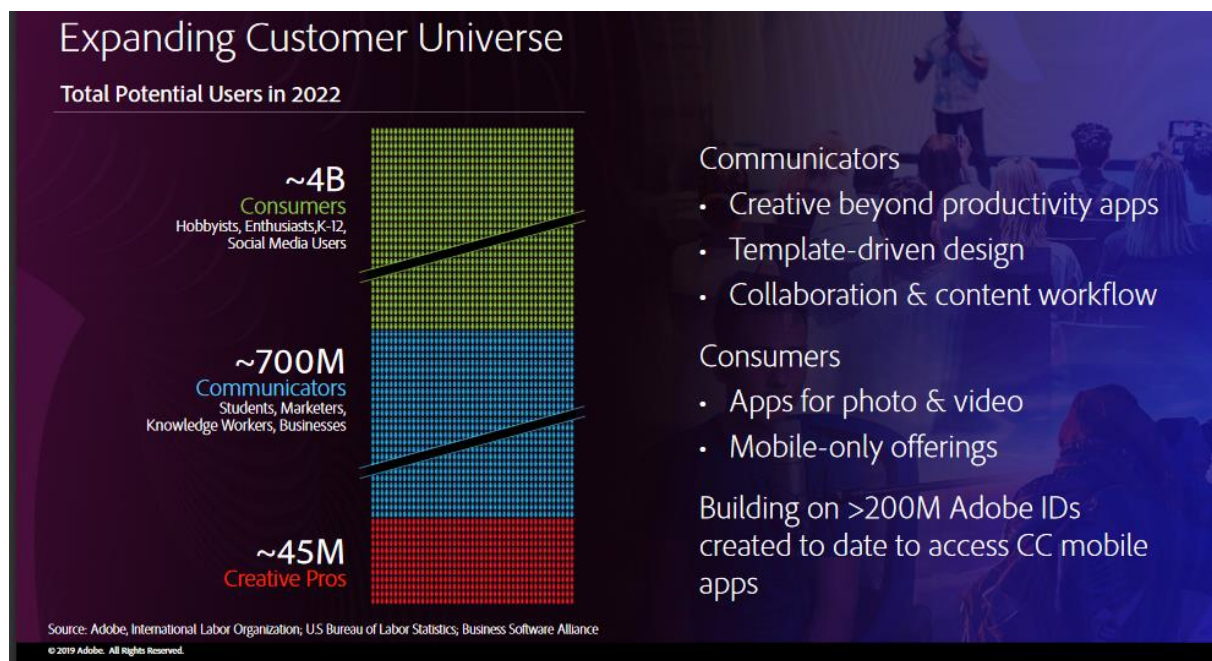 Expanding Customer Universe
Total Potential Users in 2022
~4B
Consumers
Hobbyists, Enthusiasts,K-12,
Social Media Users
~700M
Communicators
Students, Marketers,
Knowledge Workers, Businesses
~45M
Creative Pros
Communicators
• Creative beyond productivity apps
• Template-driven design
• Collaboration & content workflow
Consumers
• Apps for photo & video
• Mobile-only offerings
Building on >200M Adobe IDs
created to date to access CC mobile
apps
Source: Adobe, International Labor Organization; U.S Bureau of Labor Statistics; Business Software Alliance
© 2019 Adobe. All Rights Reserved.